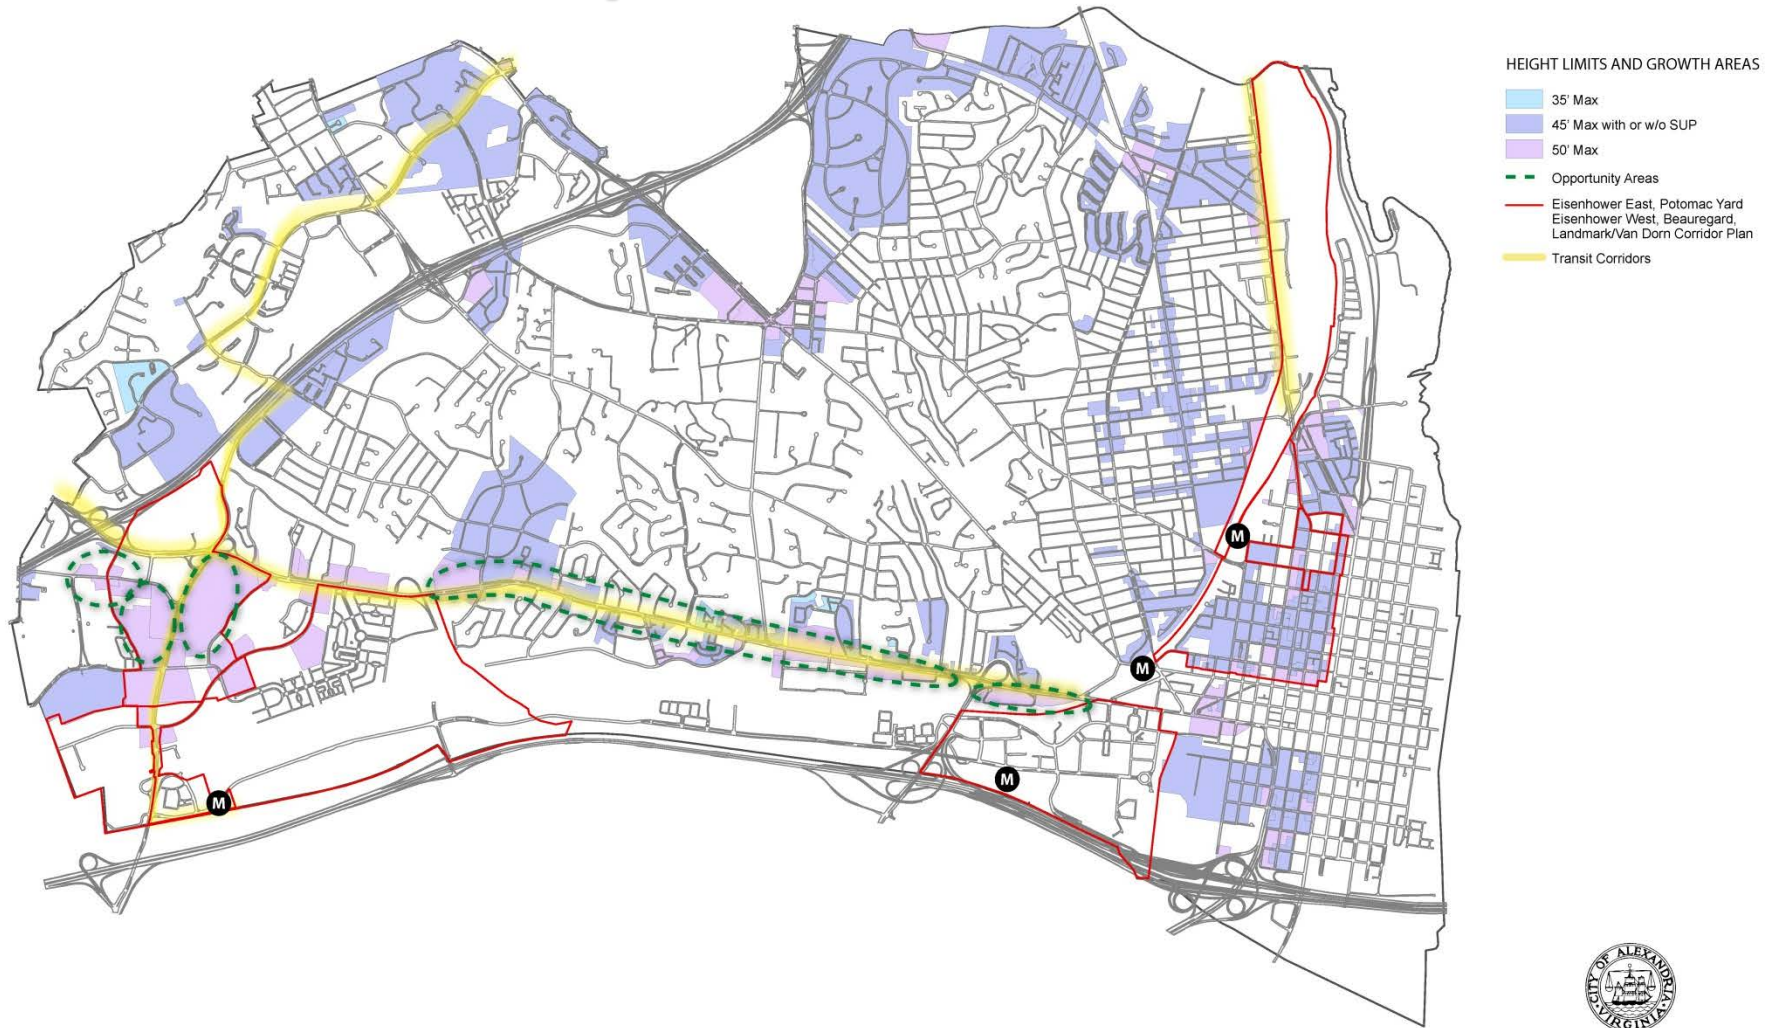 HEIGHT LIMITS AND GROWTH AREAS
35' Max
45' Max with or w/o SUP
50' Max
Opportunity Areas
Eisenhower East, Potomac Yard
Eisenhower West, Beauregard,
Landmark/Van Dorn Corridor Plan
Transit Corridors
M
M
M
M
CITY OF ALEXANDRIA
VIRGINIA